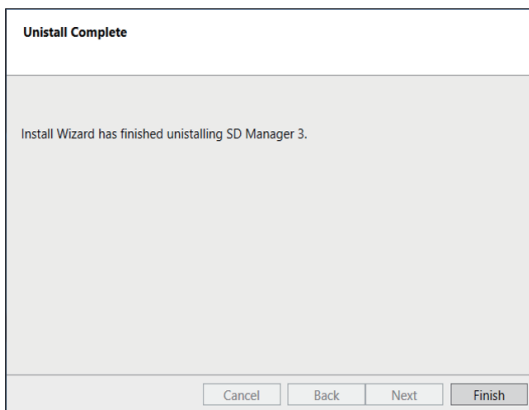 Unistall Complete
Install Wizard has finished unistalling SD Manager 3.
Cancel Back Next Finish